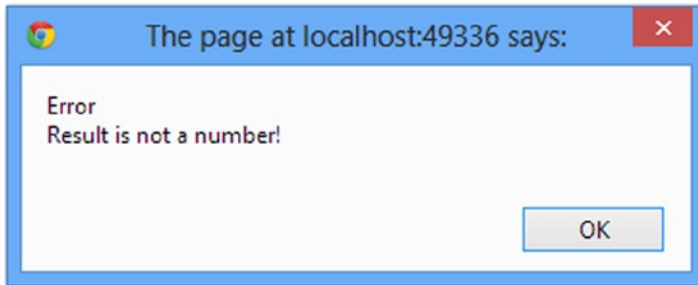 The page at localhost:49336 says:
Error
Result is not a number!
OK